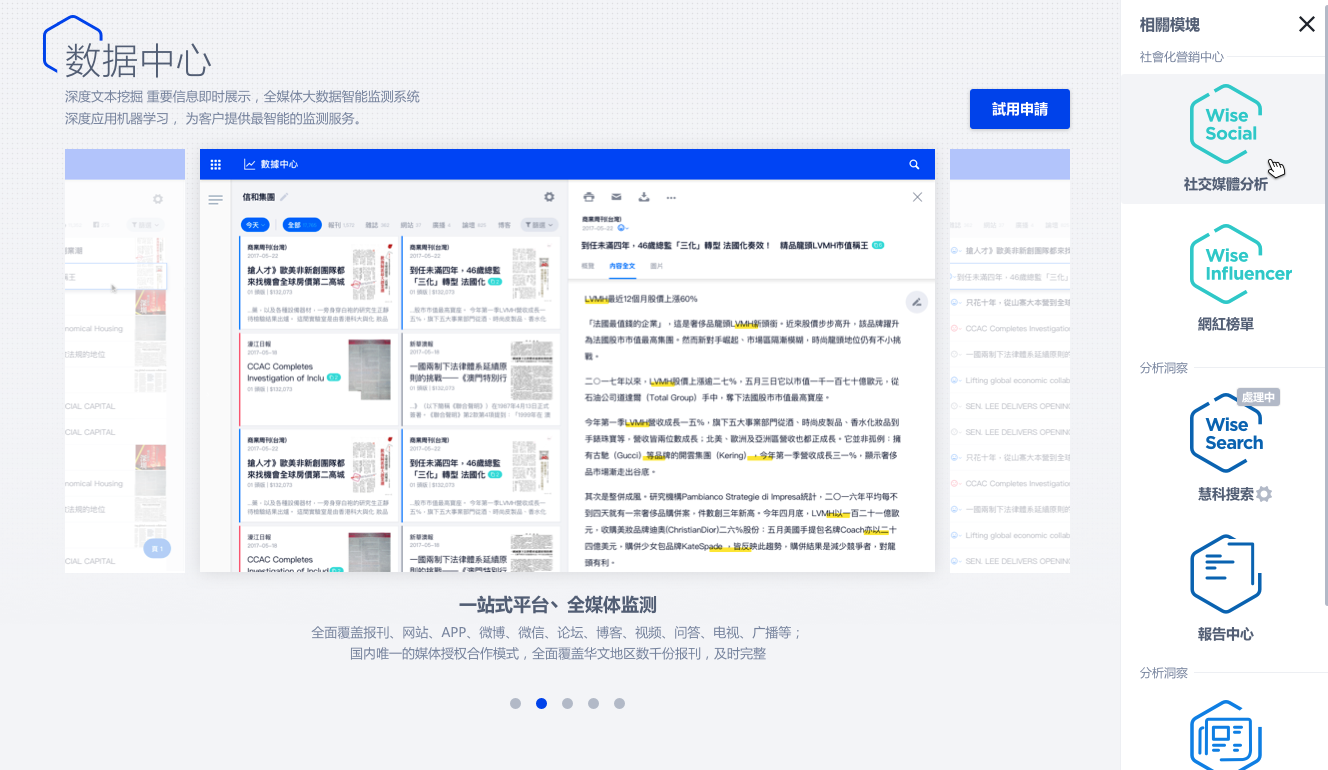 数据中心
深度文本挖掘 重要信息即时展示，全媒体大数据智能监测系统
深度应用机器学习， 为客户提供最智能的监测服务。
試用申請
數據中心
信和集團
今天
全部
報刊
雜誌
網站
廣播
論壇
博客
篩選
商業周刊(台灣)
2017-05-22
搶人才》歐美非新創團隊都
來找機會全球房價第二高城
01 頭版 | $132,073
商業周刊(台灣)
2017-05-22
到任未滿四年，46歲總監
「三化」轉型 法國化
01 頭版 | $132,073
濠江日報
2017-05-18
CCAC Completes
Investigation of Inclu
新華澳報
2017-05-18
一國兩制下法律體系延續原
則的挑戰——《澳門特別行
商業周刊(台灣)
2017-05-22
搶人才》歐美非新創團隊都
來找機會全球房價第二高城
01 頭版 | $132,073
商業周刊(台灣)
2017-05-22
到任未滿四年，46歲總監
「三化」轉型 法國化
01 頭版 | $132,073
濠江日報
2017-05-18
CCAC Completes
Investigation of Includ
2017-05-18
一國兩制下法律體系延續原
則的挑戰——《澳門特別行
商業周刊(台灣)
2017-05-22
到任未滿四年，46歲總監「三化」轉型 法國化奏效！ 精品龍頭LVMH市值稱王
概覽
內容全文
圖片
LVMH最近12個月股價上漲60%
「法國最值錢的企業」，這是奢侈品龍頭LVMH新頭銜。近來股價步步高升，該品牌躍升
為法國股市市值最高集團。然而新對手崛起、市場區隔漸模糊，時尚龍頭地位仍有不小挑
戰。
二〇一七年以來，LVMH股價上漲逾二七%，五月三日它以市值一千一百七十億歐元，從
石油公司道達爾（Total Group）手中，奪下法國股市市值最高寶座。
今年第一季LVMH營收成長一五%，旗下五大事業部門從酒、時尚皮製品、香水化妝品到
手錶珠寶等，營收皆兩位數成長；北美、歐洲及亞洲區營收也都正成長。它並非孤例：擁
有古馳（Gucci）等品牌的開雲集團（Kering），今年第一季營收成長三一%，顯示奢侈
品市場漸走出谷底。
其次是整併成風。研究機構Pambianco Strategie di Impresa統計，二〇一六年平均每不
到四天就有一宗奢侈品購併案，件數創三年新高。今年四月底，LVMH以一百二十一億歐
元，收購美妝品牌迪奧(ChristianDior)二六%股份；五月美國手提包名牌Coach亦以二十
四億美元，購併少女包品牌KateSpade，皆反映此趨勢，購併結果是減少競爭者，對龍
頭有利。
nomical Housing
法規的地位
CIAL CAPITAL
CIAL CAPITAL
nomical Housing
法規的地位
搶人才》歐美非新創團隊都來找
到任未滿四年，46歲總監「三化」
只花十年，從山寨大本營到全球
CCAC Completes Investigation
一國兩制下法律體系延續原則的
Lifting global economic collab
SEN. LEE DELIVERS OPENING
SEN. LEE DELIVERS OPENING
只花十年，從山寨大本營到全球
CCAC Completes Investigation
一國兩制下法律體系延續原則的
Lifting global economic collab
SEN. LEE DELIVERS OPENING
一站式平台、全媒体监测
全面覆盖报刊、网站、APP、微博、微信、论坛、博客、视频、问答、电视、广播等；
国内唯一的媒体授权合作模式，全面覆盖华文地区数千份报刊，及时完整
相關模塊
社會化營銷中心
Wise
Social
社交媒體分析
Wise
Influencer
網紅榜單
分析洞察
處理中
Wise
Search
慧科搜索
報告中心
分析洞察